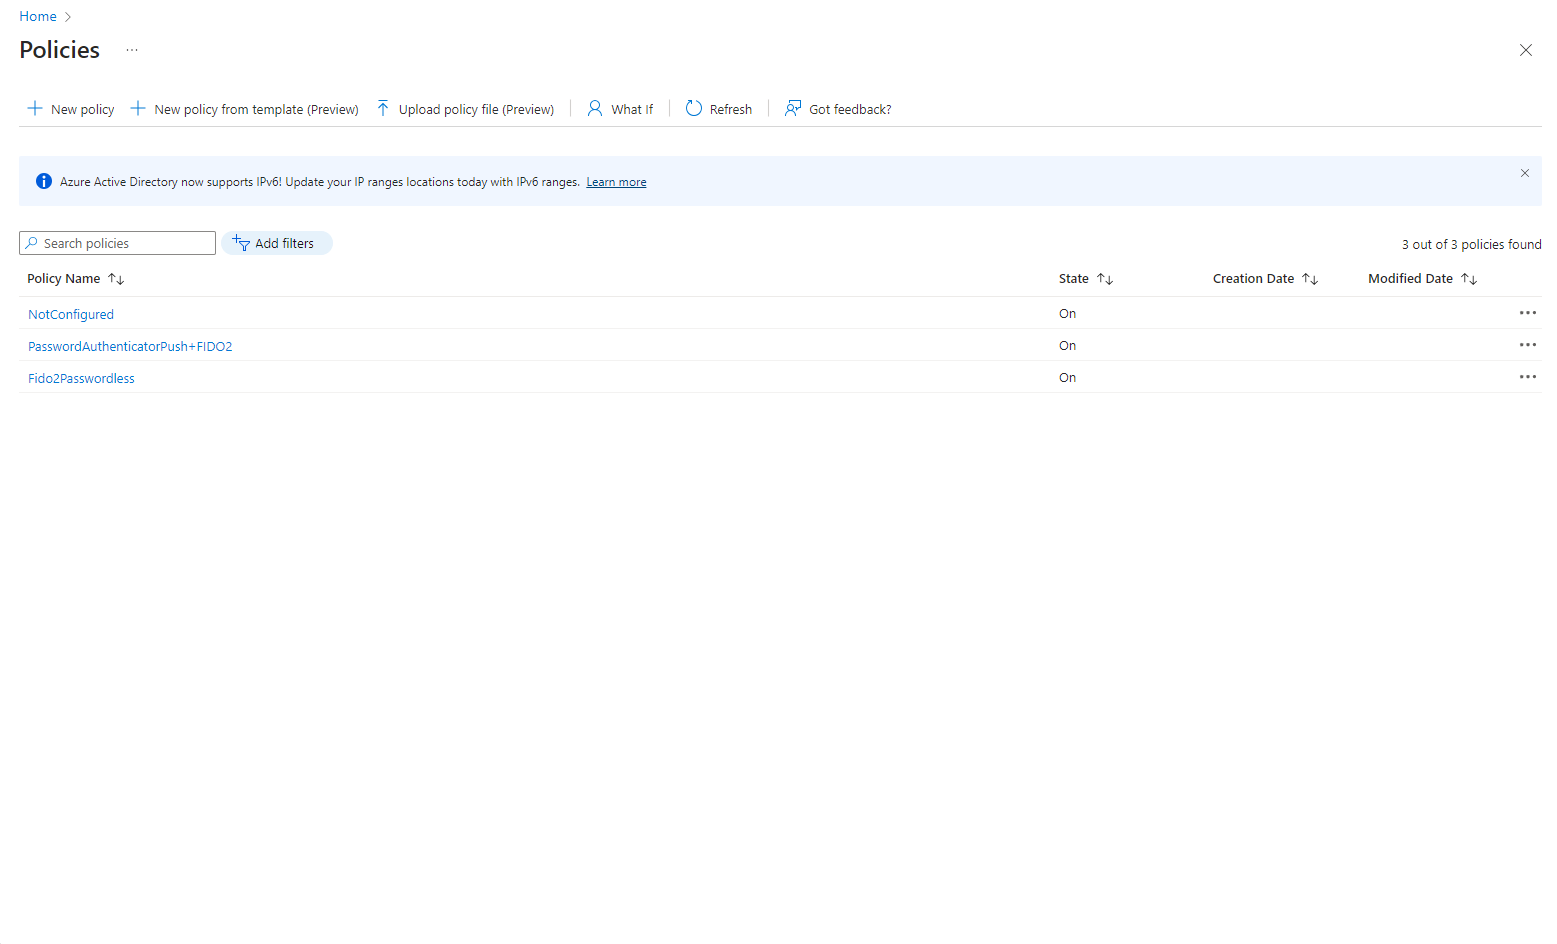 Home
Policies
New policy New policy from template (Preview) Upload policy file (Preview) What If Refresh Got feedback?
Azure Active Directory now supports IPv6! Update your IP ranges locations today with IPv6 ranges. Learn more
Search policies Add filters 3 out of 3 policies found
Policy Name State Creation Date Modified Date
NotConfigured On
PasswordAuthenticatorPush+FIDO2 On
Fido2Passwordless On